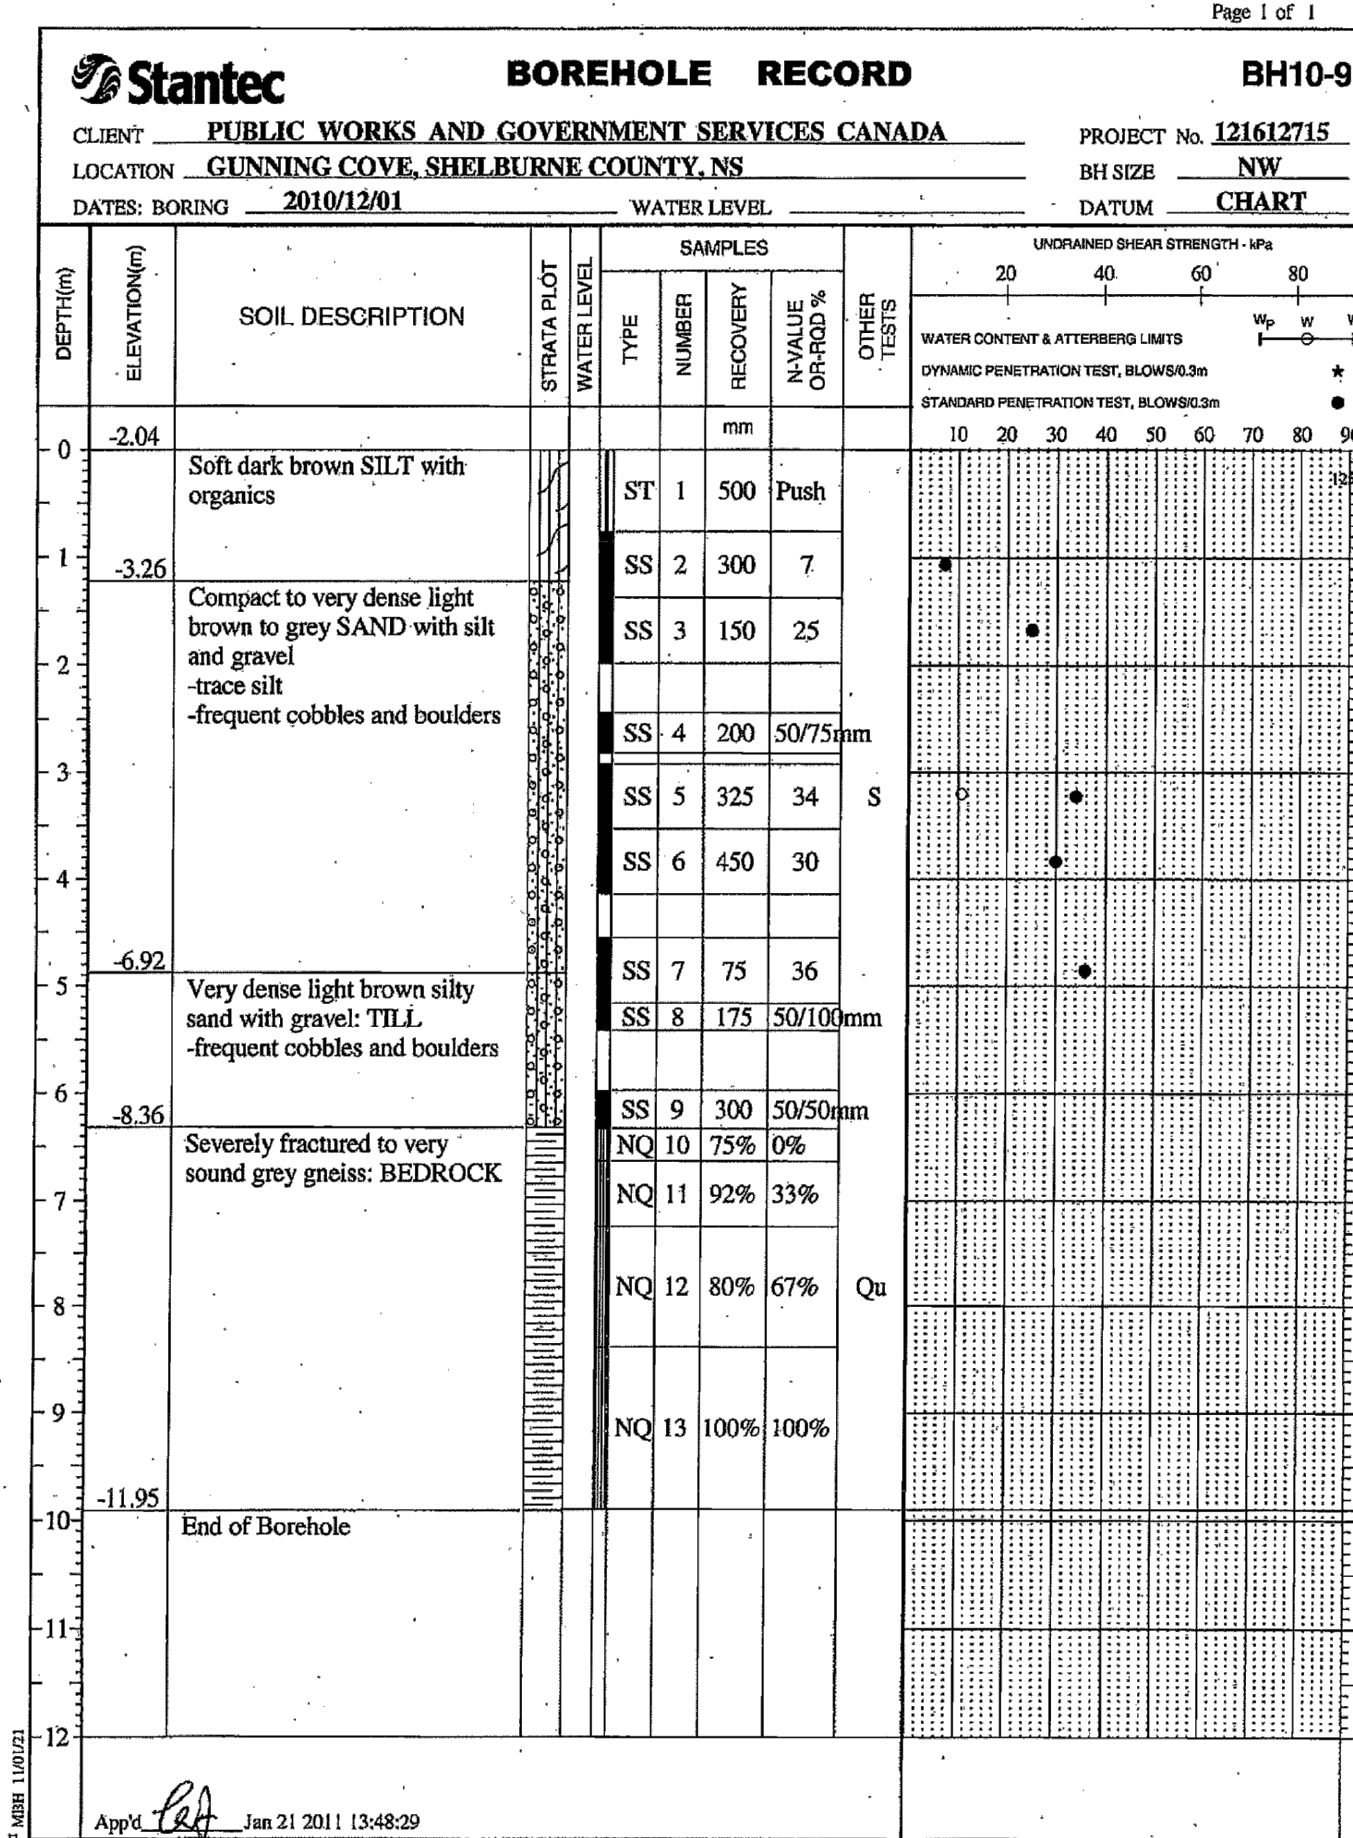 Page 1 of 1
Stantec
BOREHOLE RECORD
BH10-9
CLIENT PUBLIC WORKS AND GOVERNMENT SERVICES CANADA
PROJECT No. 121612715
LOCATION GUNNING COVE, SHELBURNE COUNTY, NS
BH SIZE NW
DATES: BORING 2010/12/01 WATER LEVEL
DATUM CHART
DEPTH(m)
ELEVATION(m)
SOIL DESCRIPTION
STRATA PLOT
WATER LEVEL
SAMPLES
TYPE
NUMBER
RECOVERY
N-VALUE
OR-RQD %
OTHER
TESTS
UNDRAINED SHEAR STRENGTH - kPa
20 40 60 80
WP W
WATER CONTENT & ATTERBERG LIMITS
DYNAMIC PENETRATION TEST, BLOWS/0.3m ★
STANDARD PENETRATION TEST, BLOWS/0.3m ●
mm
10 20 30 40 50 60 70 80 90
-2.04
0
Soft dark brown SILT with
organics
ST 1 500 Push
1
SS 2 300 7
-3.26
Compact to very dense light
brown to grey SAND with silt
and gravel
-trace silt
-frequent cobbles and boulders
SS 3 150 25
2
SS 4 200 50/75mm
3
SS 5 325 34 S
SS 6 450 30
4
-6.92
SS 7 75 36
5
Very dense light brown silty
sand with gravel: TILL
-frequent cobbles and boulders
SS 8 175 50/100mm
6
-8.36
SS 9 300 50/50mm
Severely fractured to very
sound grey gneiss: BEDROCK
NQ 10 75% 0%
NQ 11 92% 33%
7
NQ 12 80% 67% Qu
8
9
NQ 13 100% 100%
-11.95
10
End of Borehole
11
12
MBH 11/01/21
App'd Jan 21 2011 13:48:29